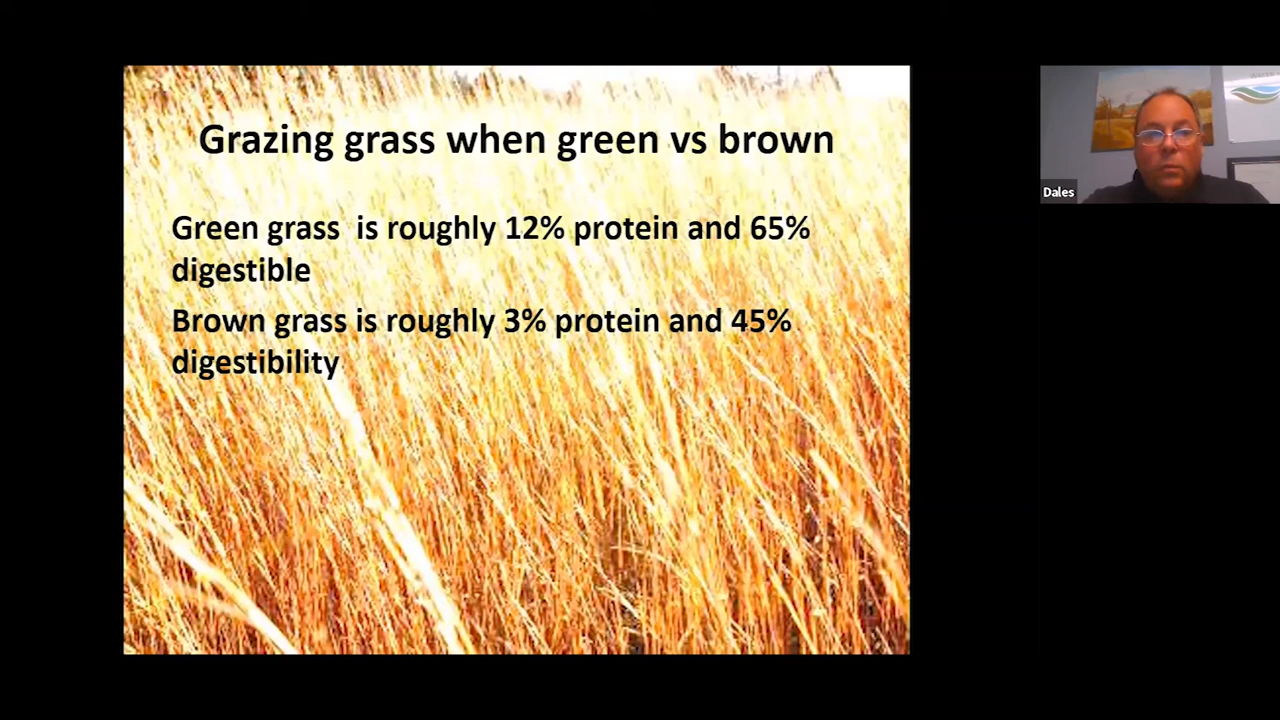 Grazing grass when green vs brown
Green grass  is roughly 12% protein and 65%
digestible
Brown grass is roughly 3% protein and 45%
digestibility
Dales